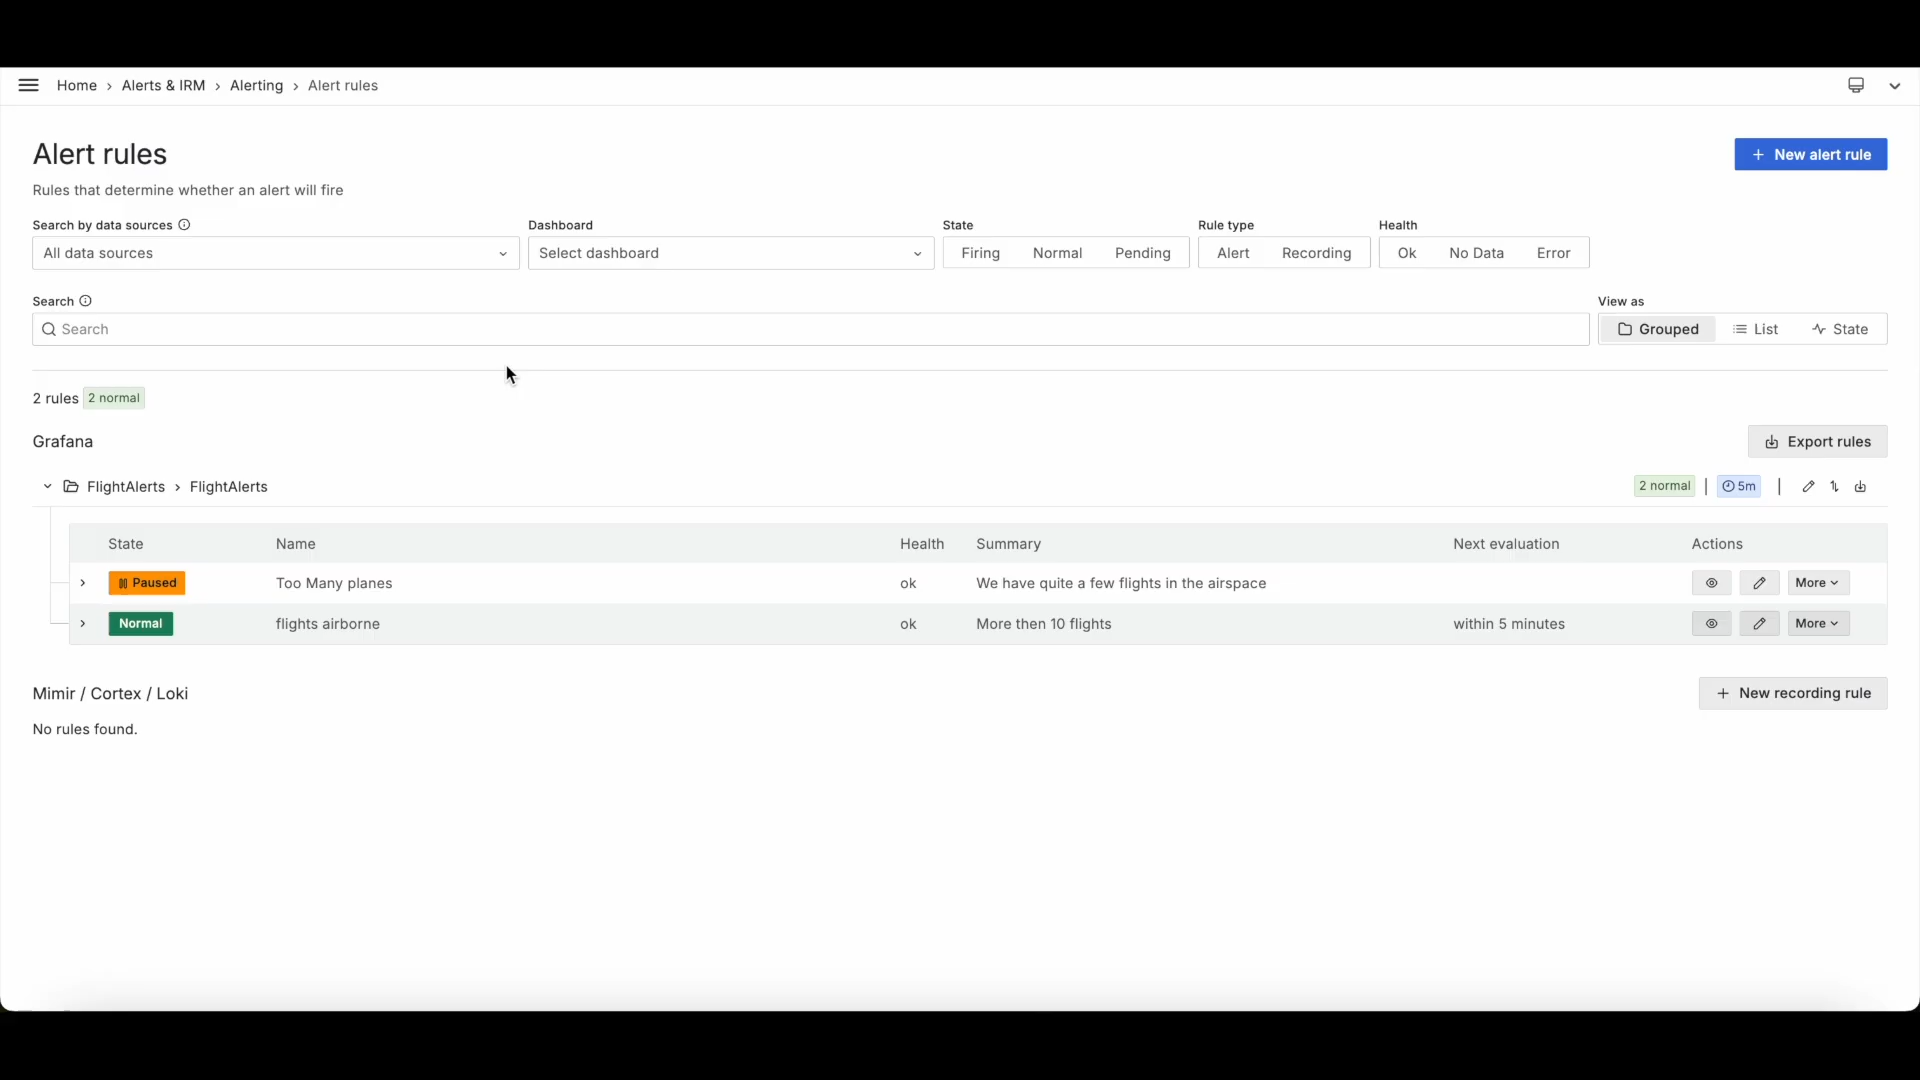 Home › Alerts & IRM › Alerting › Alert rules
Alert rules
New alert rule
Rules that determine whether an alert will fire
Search by data sources Dashboard State Rule type Health
All data sources Select dashboard Firing Normal Pending Alert Recording Ok No Data Error
Search View as
Search Grouped List State
2 rules 2 normal
Grafana Export rules
FlightAlerts › FlightAlerts 2 normal | 5m |
State Name Health Summary Next evaluation Actions
Paused Too Many planes ok We have quite a few flights in the airspace More
Normal flights airborne ok More then 10 flights within 5 minutes More
Mimir / Cortex / Loki New recording rule
No rules found.